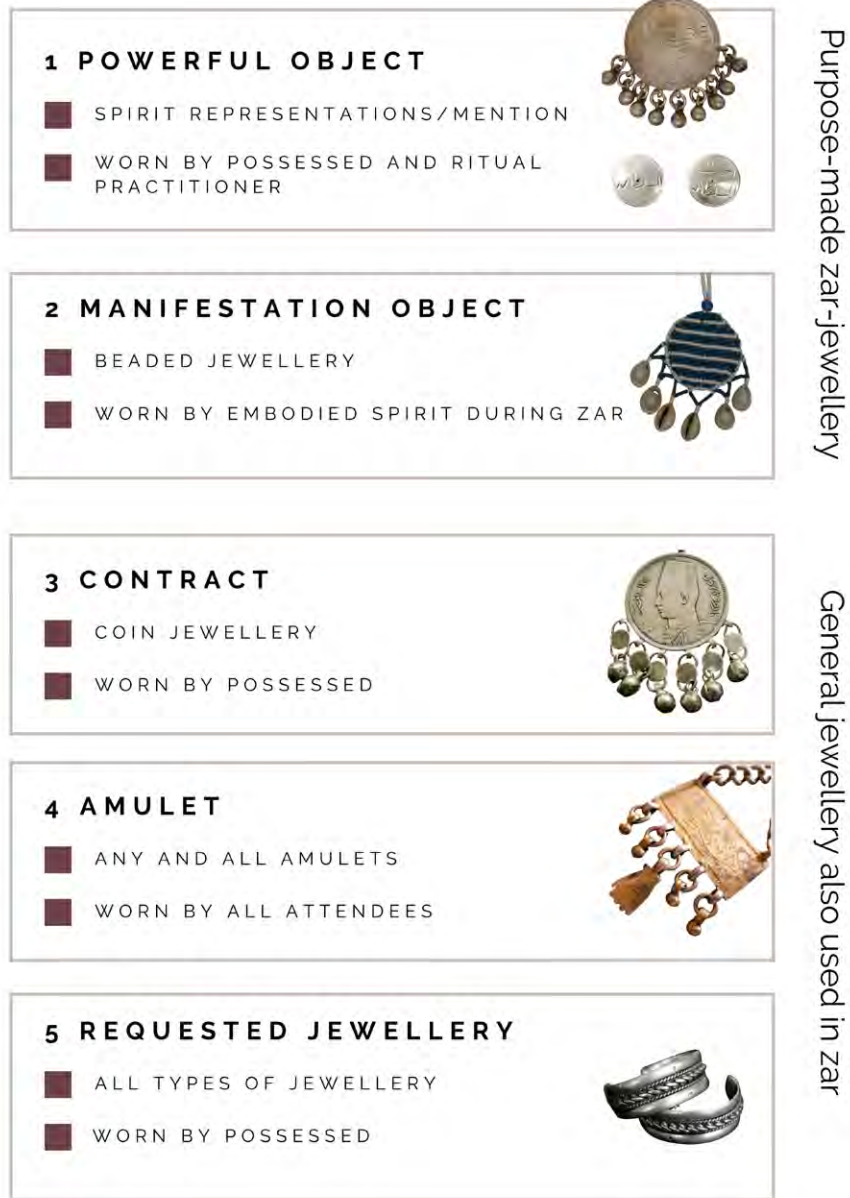 1 POWERFUL OBJECT
SPIRIT REPRESENTATIONS/MENTION
WORN BY POSSESSED AND RITUAL
PRACTITIONER
2 MANIFESTATION OBJECT
BEADED JEWELLERY
WORN BY EMBODIED SPIRIT DURING ZAR
Purpose-made zar-jewellery
3 CONTRACT
COIN JEWELLERY
WORN BY POSSESSED
4 AMULET
ANY AND ALL AMULETS
WORN BY ALL ATTENDEES
5 REQUESTED JEWELLERY
ALL TYPES OF JEWELLERY
WORN BY POSSESSED
General jewellery also used in zar